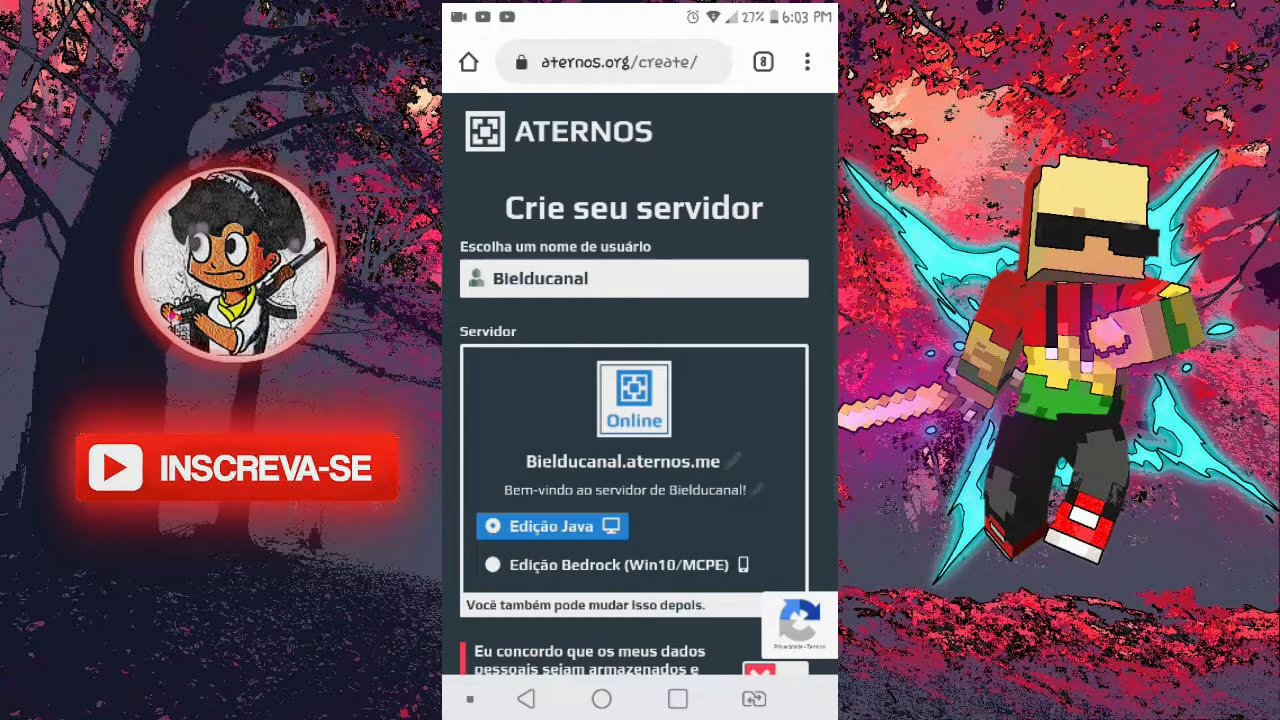 27% 6:03 PM
aternos.org/create/ 8
ATERNOS
Crie seu servidor
Escolha um nome de usuário
Bielducanal
Servidor
Online
Bielducanal.aternos.me
Bem-vindo ao servidor de Bielducanal!
Edição Java
Edição Bedrock (Win10/MCPE)
Você também pode mudar isso depois.
Privacidade - Termos
Eu concordo que os meus dados
pessoais sejam armazenados e
INSCREVA-SE